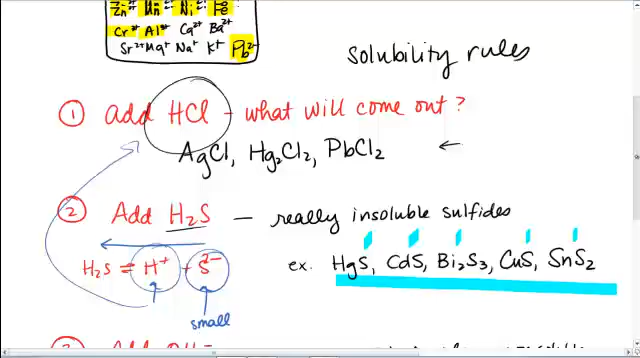 Zn²⁺ Mn²⁺ Ni²⁺ Fe
Cr³⁺ Al³⁺ Ca²⁺ Ba²⁺
Sr²⁺ Mg⁺ Na⁺ K⁺ Pb²⁺
solubility rules
① Add HCl - what will come out?
AgCl, Hg₂Cl₂, PbCl₂ ←
② Add H₂S — really insoluble sulfides
H₂S = H⁺ + S²⁻
ex. HgS, CdS, Bi₂S₃, CuS, SnS₂
small